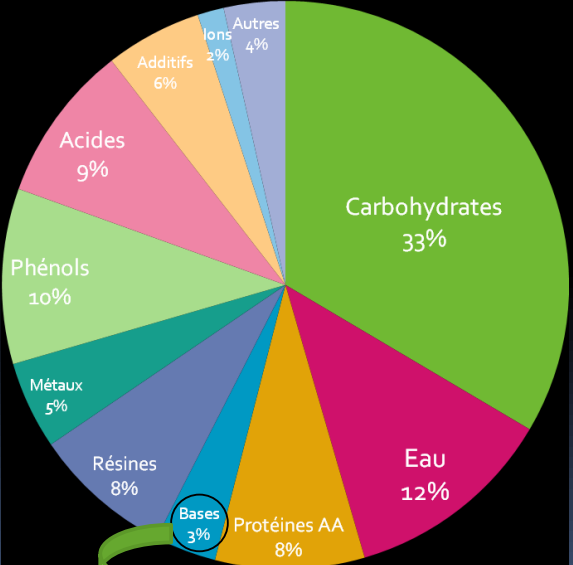 Autres
4%
Ions
2%
Additifs
6%
Acides
9%
Carbohydrates
33%
Phénols
10%
Métaux
5%
Eau
12%
Résines
8%
Bases
3%
Protéines AA
8%